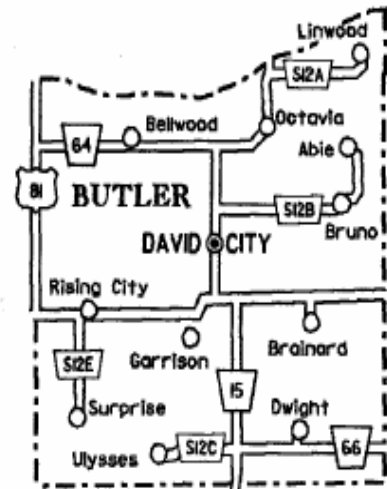 Linwood
S12A
Octavia
Bellwood
64
Abie
81
BUTLER
S12B
Bruno
DAVID CITY
Rising City
S12E
Garrison
Brainard
15
Surprise
Dwight
Ulysses
S12C
66